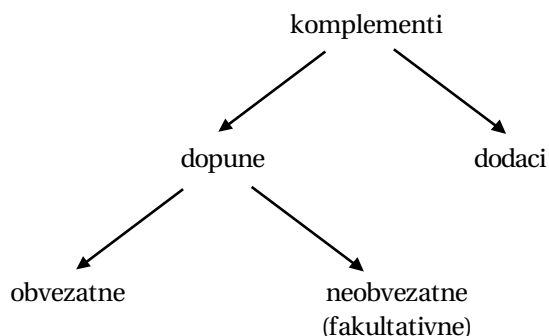 komplementi
dopune
dodaci
obvezatne
neobvezatne
(fakultativne)